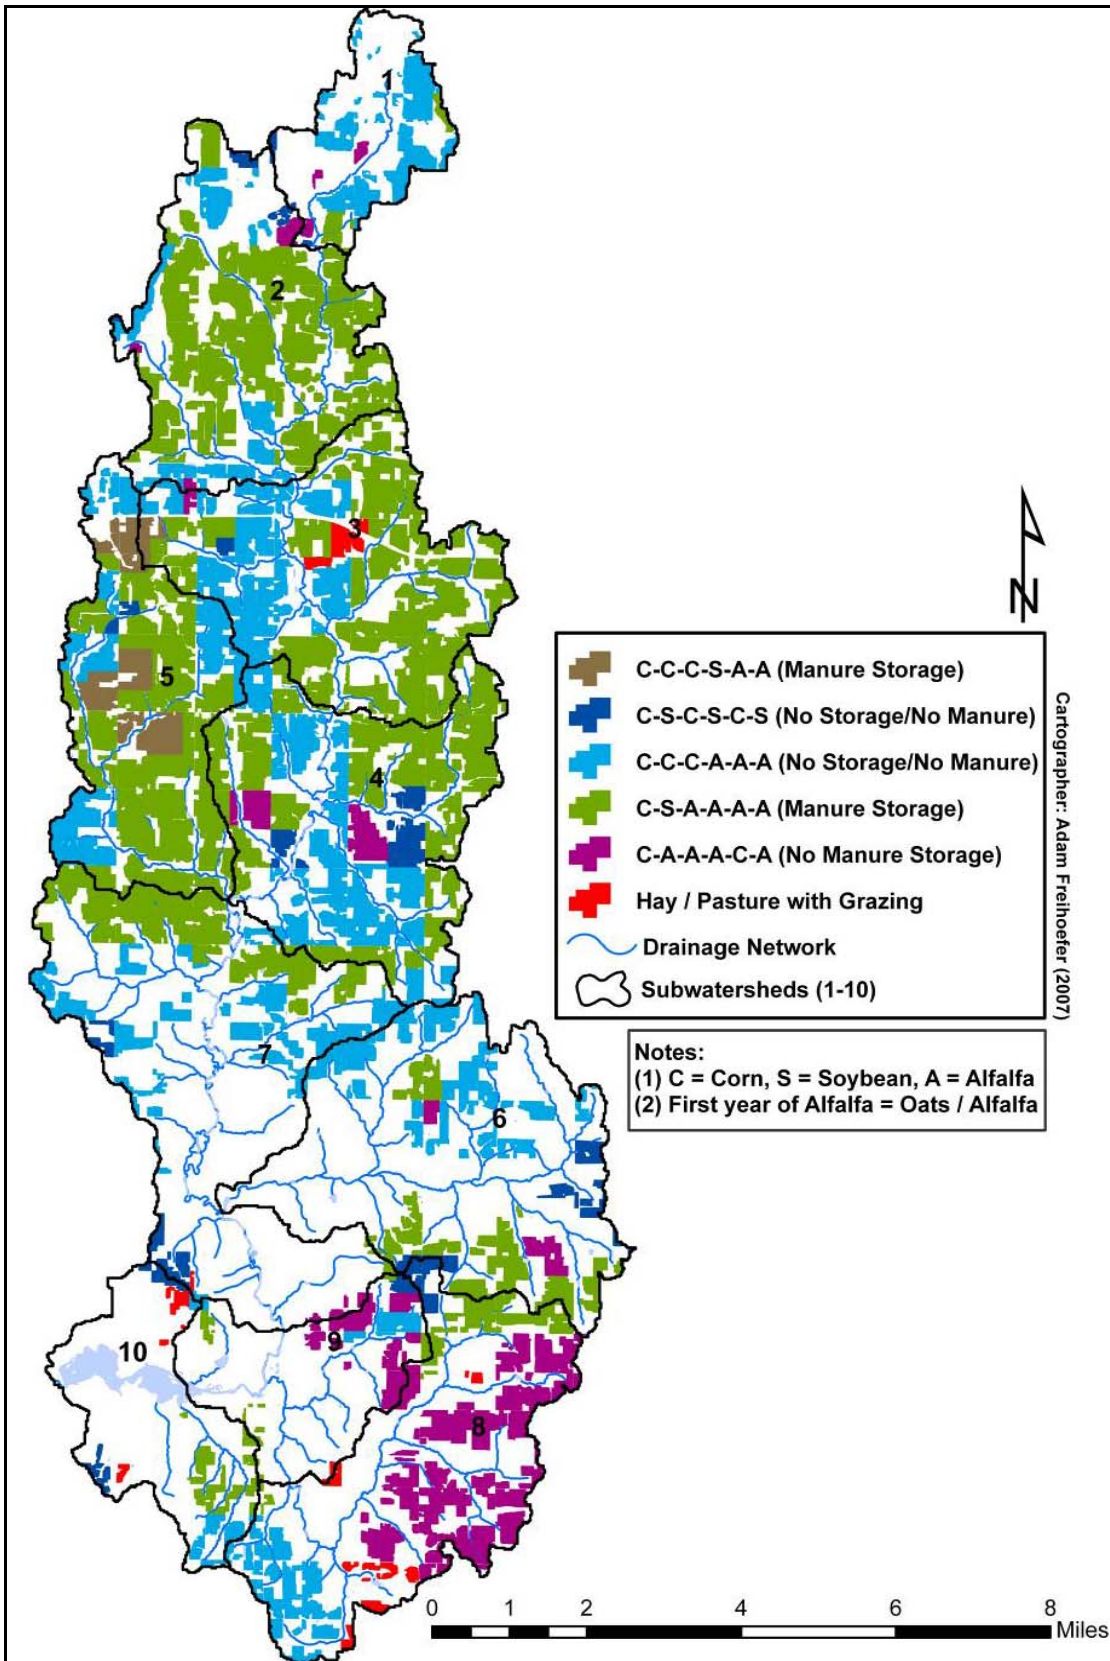 1
2
3
5
4
7
6
9
10
8
N
C-C-C-S-A-A (Manure Storage)
C-S-C-S-C-S (No Storage/No Manure)
C-C-C-A-A-A (No Storage/No Manure)
C-S-A-A-A-A (Manure Storage)
C-A-A-A-C-A (No Manure Storage)
Hay / Pasture with Grazing
Drainage Network
Subwatersheds (1-10)
Cartographer: Adam Freihoefer (2007)
Notes:
(1) C = Corn, S = Soybean, A = Alfalfa
(2) First year of Alfalfa = Oats / Alfalfa
0 1 2 4 6 8
Miles